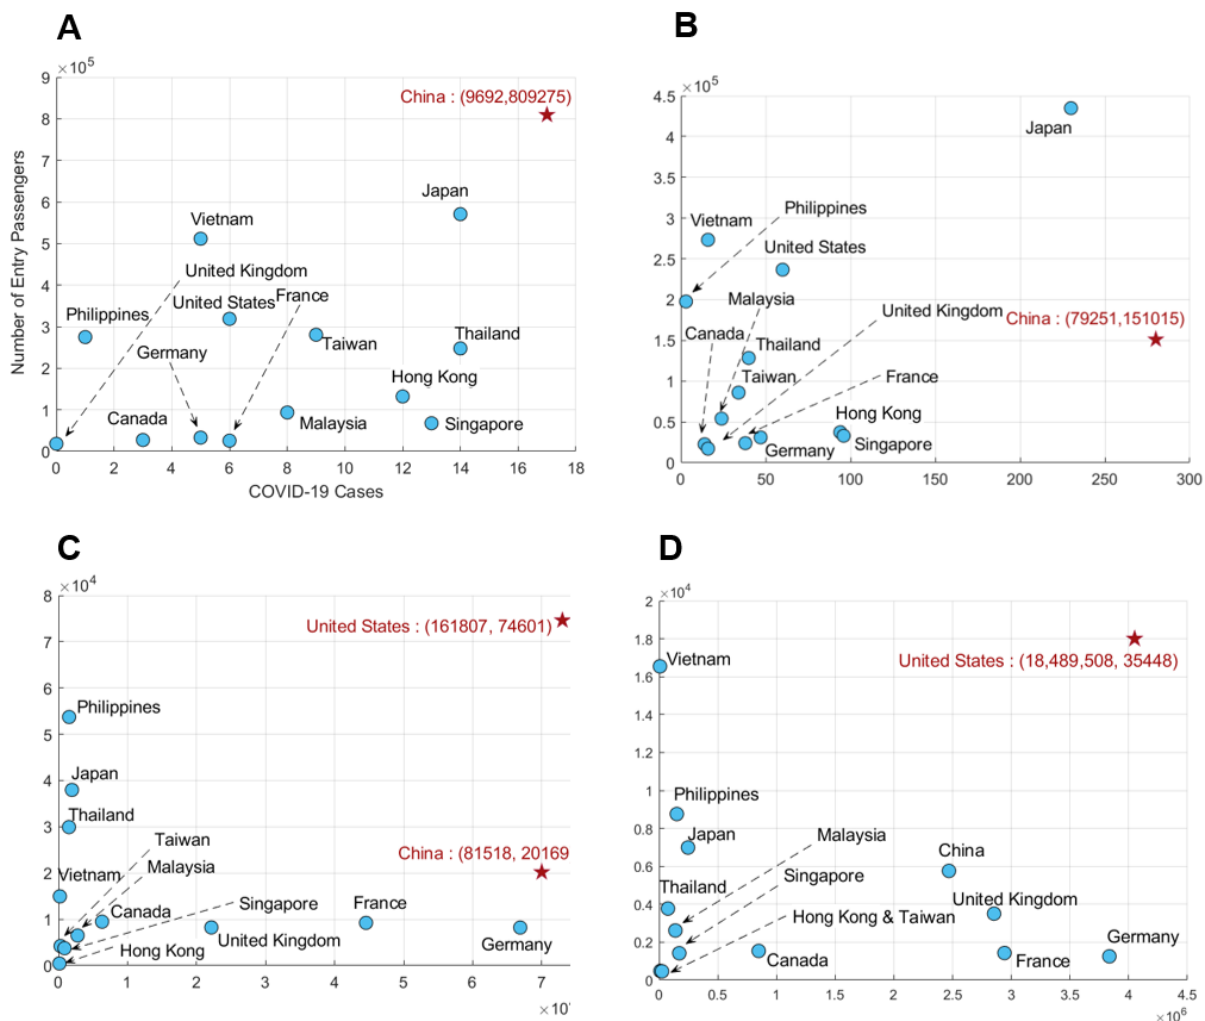 A
×10⁵
9
8
7
6
5
4
3
2
1
0
Number of Entry Passengers
China : (9692,809275)
Japan
Vietnam
United Kingdom
United States
France
Philippines
Germany
Taiwan
Thailand
Hong Kong
Canada
Malaysia
Singapore
0 2 4 6 8 10 12 14 16 18
COVID-19 Cases
B
×10⁵
4.5
4
3.5
3
2.5
2
1.5
1
0.5
0
Japan
Philippines
Vietnam
United States
Malaysia
United Kingdom
China : (79251,151015)
Canada
Thailand
Taiwan
France
Hong Kong
Germany
Singapore
0 50 100 150 200 250 300
C
×10⁴
8
7
6
5
4
3
2
1
0
United States : (161807, 74601)
Philippines
Japan
Thailand
Taiwan
Malaysia
China : (81518, 20169
Vietnam
Canada
Singapore
France
Hong Kong
United Kingdom
Germany
0 1 2 3 4 5 6 7
×10
D
×10⁴
2
1.8
1.6
1.4
1.2
1
0.8
0.6
0.4
0.2
0
Vietnam
United States : (18,489,508, 35448)
Philippines
Japan
Malaysia
China
Singapore
Thailand
United Kingdom
Hong Kong & Taiwan
Canada
France
Germany
0 0.5 1 1.5 2 2.5 3 3.5 4 4.5
×10⁶